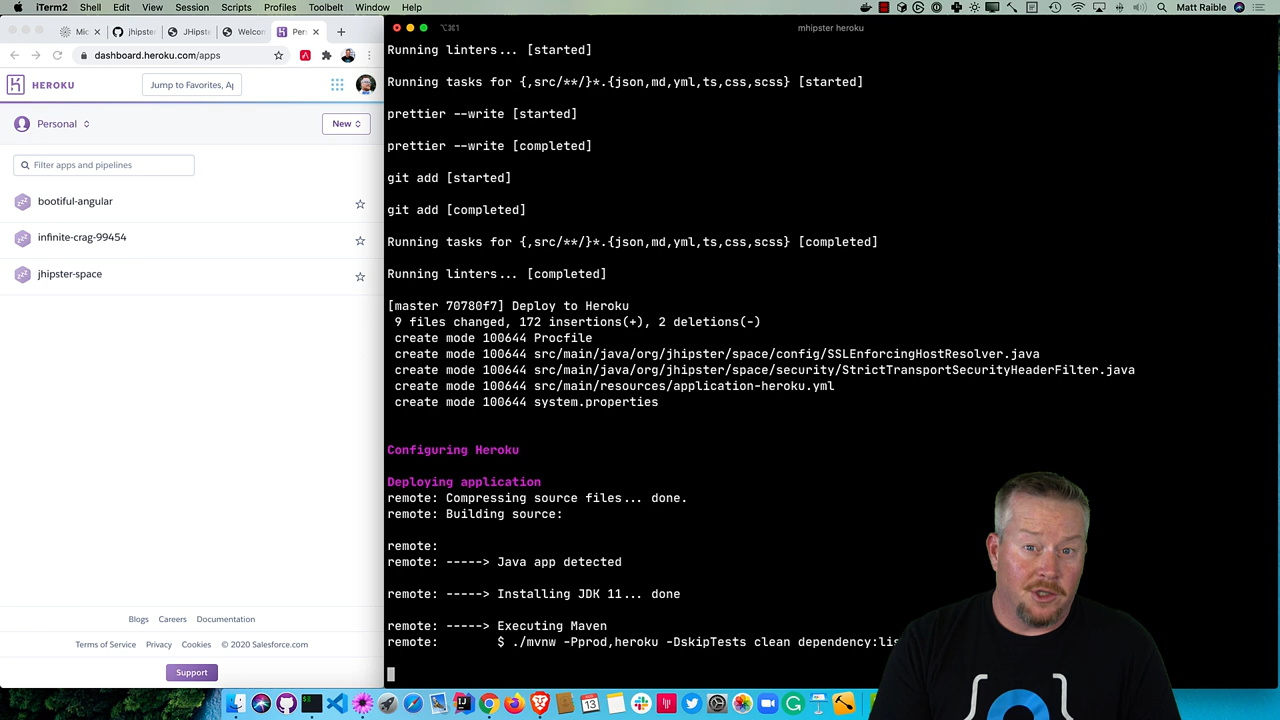 iTerm2 Shell Edit View Session Scripts Profiles Toolbelt Window Help Matt Raible
Mic jhipster JHipste Welcon Per
⌥⌘1 mhipster heroku
dashboard.heroku.com/apps
HEROKU Jump to Favorites, Ap
Personal New
Filter apps and pipelines
bootiful-angular
infinite-crag-99454
jhipster-space
Blogs Careers Documentation
Terms of Service Privacy Cookies © 2020 Salesforce.com
Support
Running linters... [started]
Running tasks for {,src/**/}*.{json,md,yml,ts,css,scss} [started]
prettier --write [started]
prettier --write [completed]
git add [started]
git add [completed]
Running tasks for {,src/**/}*.{json,md,yml,ts,css,scss} [completed]
Running linters... [completed]
[master 70780f7] Deploy to Heroku
9 files changed, 172 insertions(+), 2 deletions(-)
create mode 100644 Procfile
create mode 100644 src/main/java/org/jhipster/space/config/SSLEnforcingHostResolver.java
create mode 100644 src/main/java/org/jhipster/space/security/StrictTransportSecurityHeaderFilter.java
create mode 100644 src/main/resources/application-heroku.yml
create mode 100644 system.properties
Configuring Heroku
Deploying application
remote: Compressing source files... done.
remote: Building source:
remote:
remote: -----> Java app detected
remote: -----> Installing JDK 11... done
remote: -----> Executing Maven
remote: $ ./mvnw -Pprod,heroku -DskipTests clean dependency:lis
13